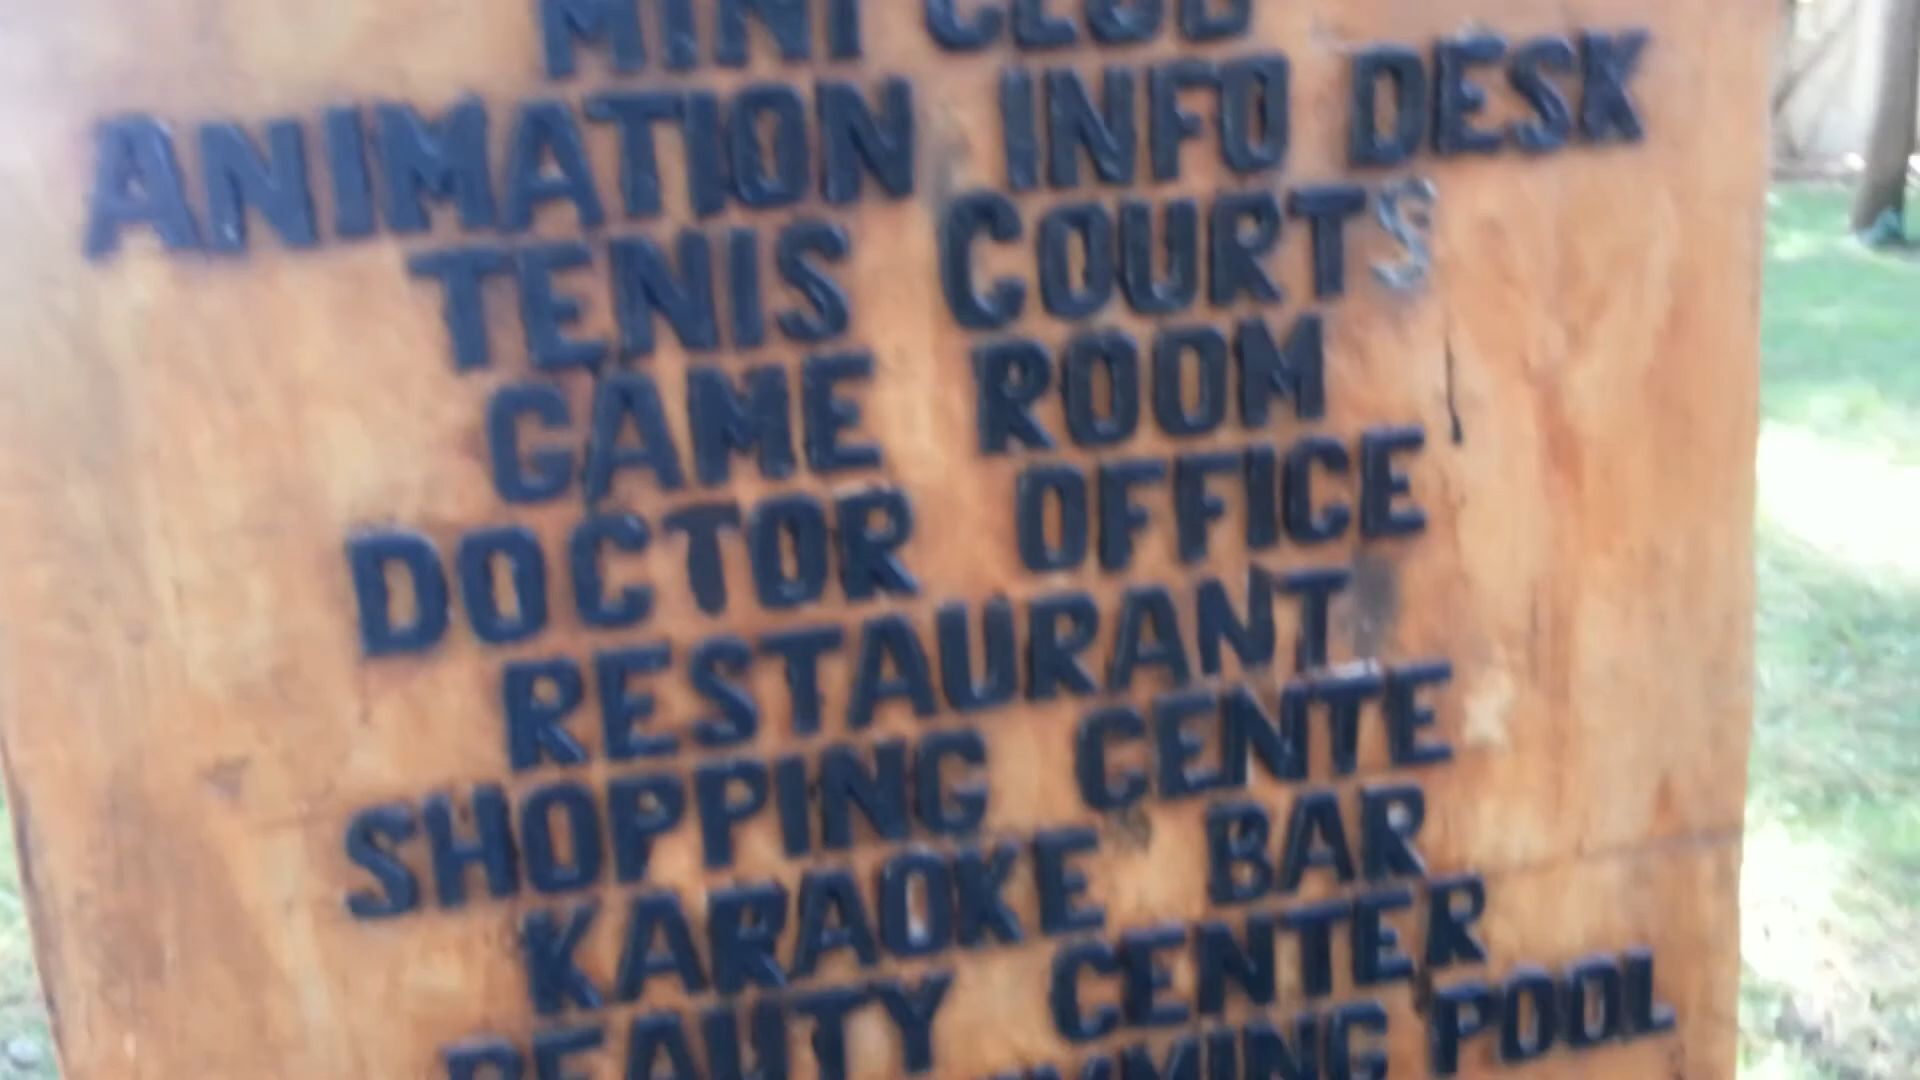 MINI CLUB
ANIMATION INFO DESK
TENIS COURTS
GAME ROOM
DOCTOR OFFICE
RESTAURANT
SHOPPING CENTE
KARAOKE BAR
BEAUTY CENTER
POOL